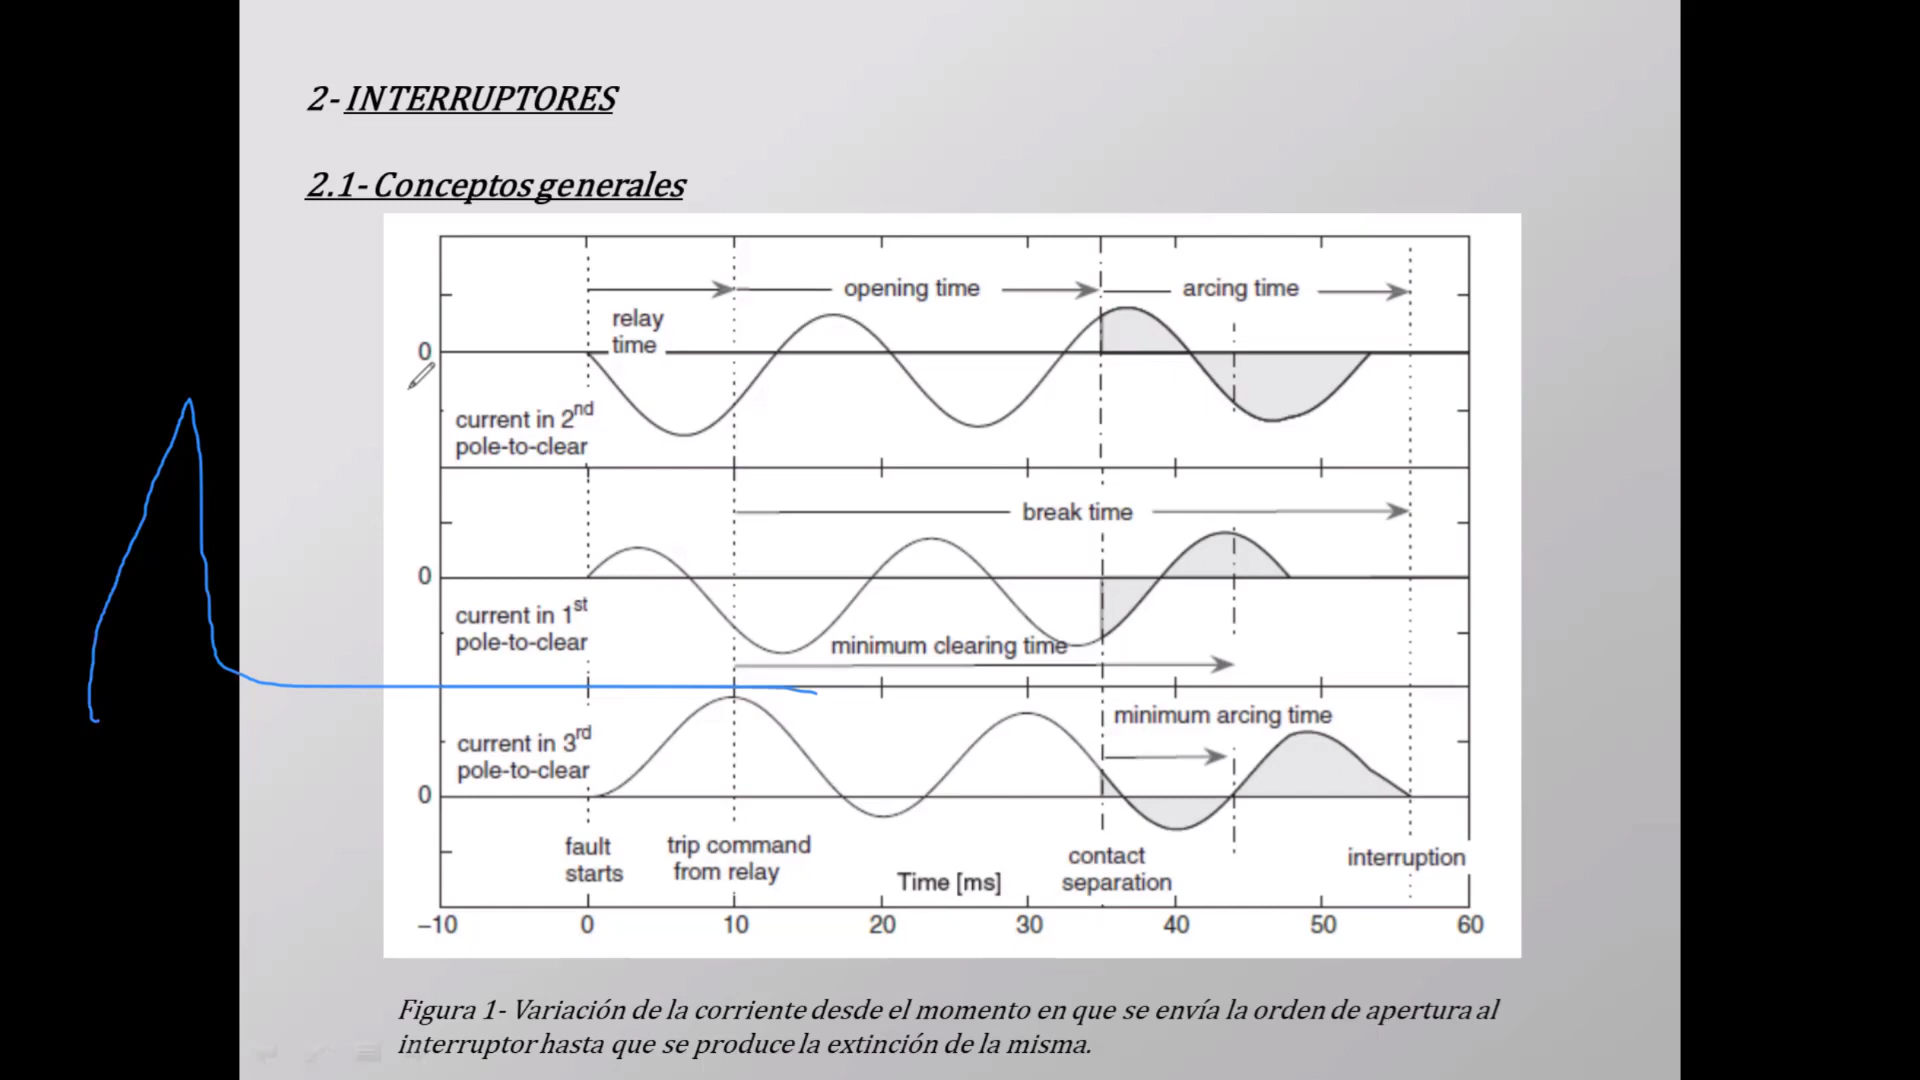 2- INTERRUPTORES
2.1- Conceptos generales
opening time
arcing time
relay
time
0
current in 2nd
pole-to-clear
break time
0
current in 1st
pole-to-clear
minimum clearing time
minimum arcing time
current in 3rd
pole-to-clear
0
fault
starts
trip command
from relay
Time [ms]
contact
separation
interruption
−10 0 10 20 30 40 50 60
Figura 1- Variación de la corriente desde el momento en que se envía la orden de apertura al
interruptor hasta que se produce la extinción de la misma.